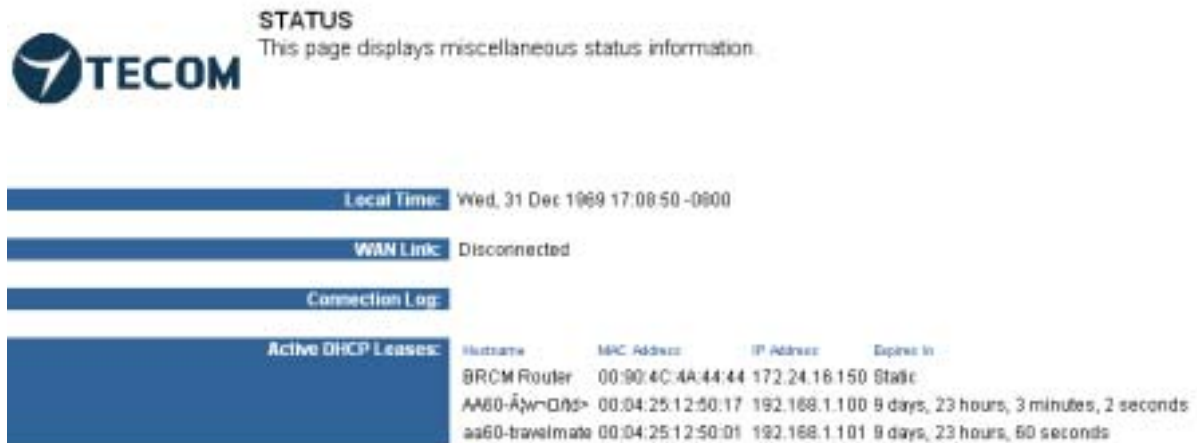 STATUS
This page displays miscellaneous status information.
TECOM
Local Time: Wed, 31 Dec 1969 17:08:50 -0800
WAN Link: Disconnected
Connection Log:
Active DHCP Leases: Hostname MAC Address IP Address Expires In
BRCM Router 00:90:4C:4A:44:44 172.24.16.150 Static
00:04:25:12:50:17 192.168.1.100 9 days, 23 hours, 3 minutes, 2 seconds
aa60-travelmate 00:04:25:12:50:01 192.168.1.101 9 days, 23 hours, 60 seconds